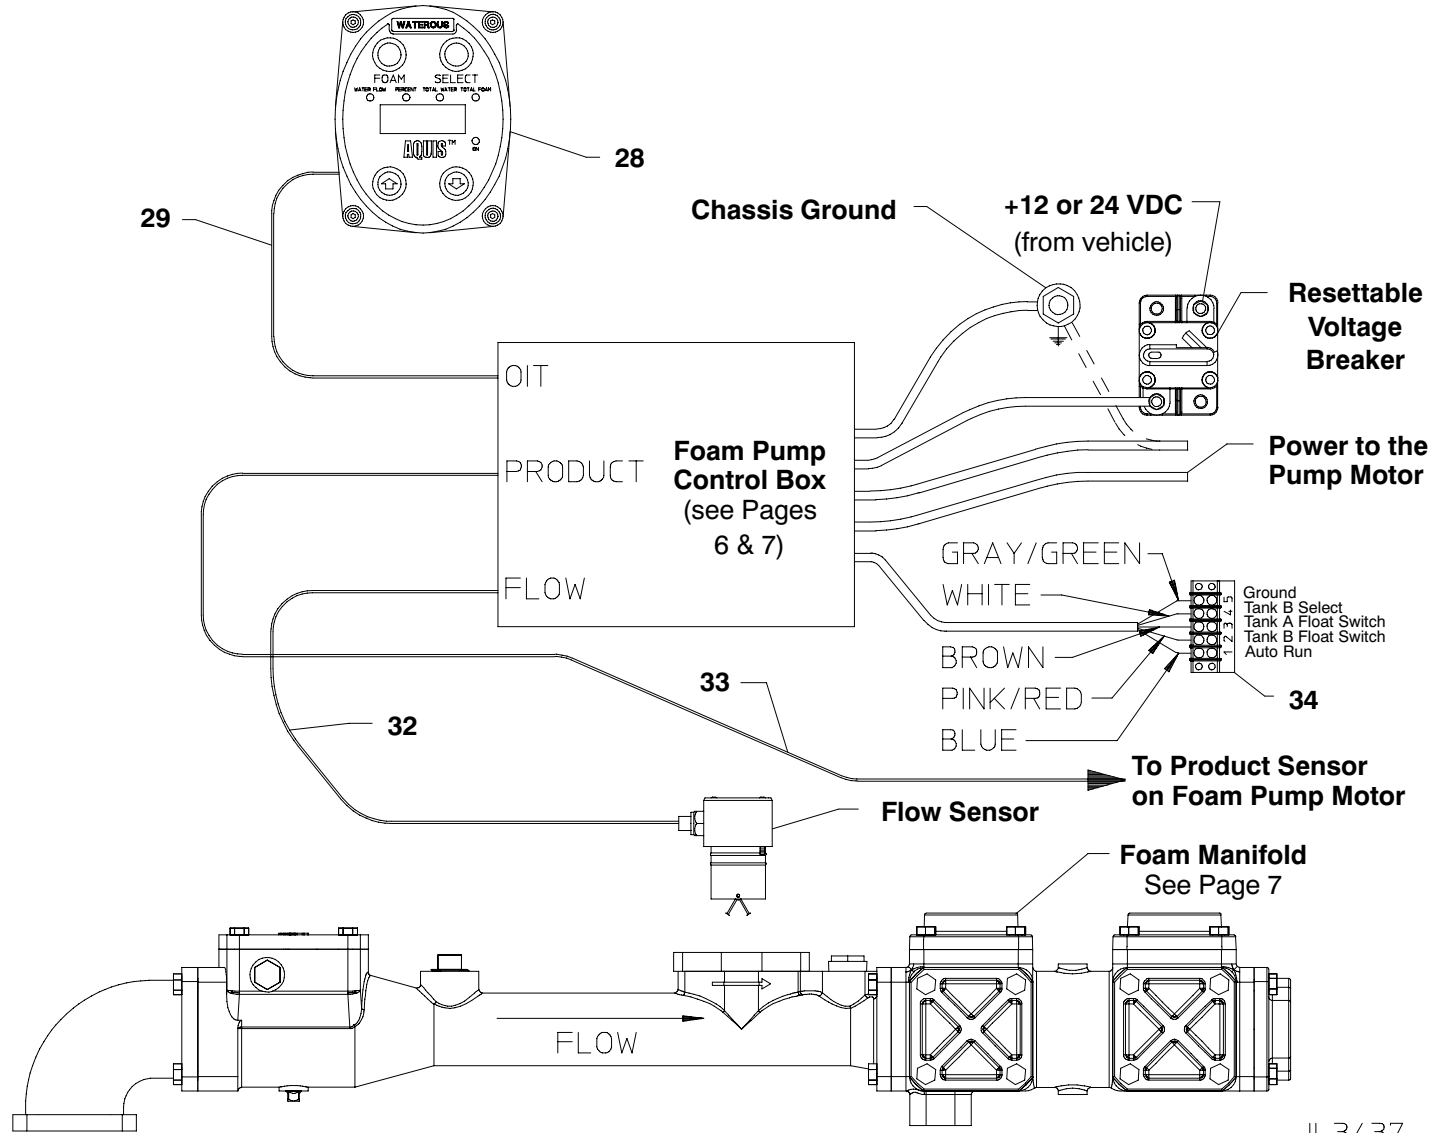 WATEROUS
FOAM SELECT
WATER FLOW PERCENT TOTAL WATER TOTAL FOAM
AQUIS™
ON
28
29
Chassis Ground
+12 or 24 VDC
(from vehicle)
Resettable
Voltage
Breaker
OIT
PRODUCT
FLOW
Foam Pump
Control Box
(see Pages
6 & 7)
Power to the
Pump Motor
GRAY/GREEN
WHITE
BROWN
PINK/RED
BLUE
5
4
3
2
1
Ground
Tank B Select
Tank A Float Switch
Tank B Float Switch
Auto Run
34
33
32
To Product Sensor
on Foam Pump Motor
Flow Sensor
Foam Manifold
See Page 7
FLOW